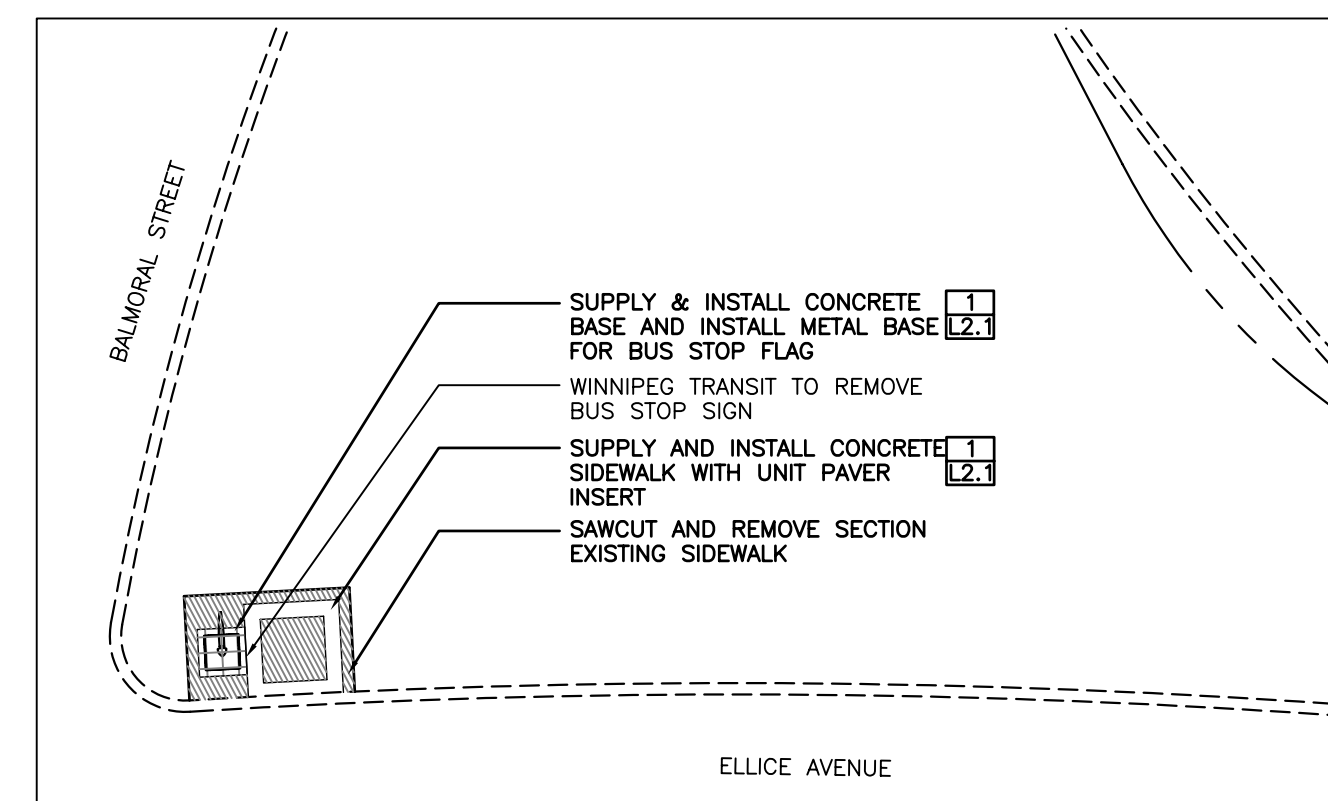 BALMORAL STREET
SUPPLY & INSTALL CONCRETE
BASE AND INSTALL METAL BASE
FOR BUS STOP FLAG
1
L2.1
WINNIPEG TRANSIT TO REMOVE
BUS STOP SIGN
SUPPLY AND INSTALL CONCRETE
SIDEWALK WITH UNIT PAVER
INSERT
1
L2.1
SAWCUT AND REMOVE SECTION
EXISTING SIDEWALK
ELLICE AVENUE